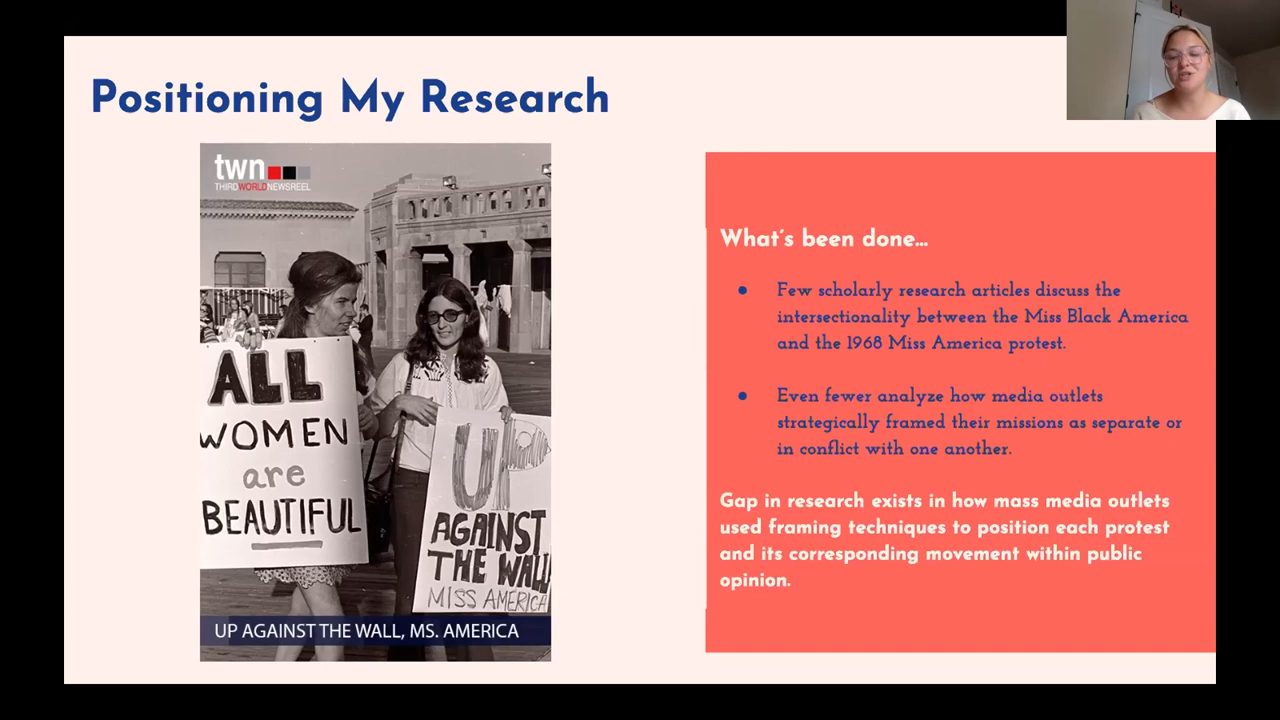 Positioning My Research
twn
THIRDWORLDNEWSREEL
ALL
WOMEN
are
BEAUTIFUL
UP
AGAINST
THE WALL
MISS AMERICA
UP AGAINST THE WALL, MS. AMERICA
What's been done...
● Few scholarly research articles discuss the
intersectionality between the Miss Black America
and the 1968 Miss America protest.
● Even fewer analyze how media outlets
strategically framed their missions as separate or
in conflict with one another.
Gap in research exists in how mass media outlets
used framing techniques to position each protest
and its corresponding movement within public
opinion.